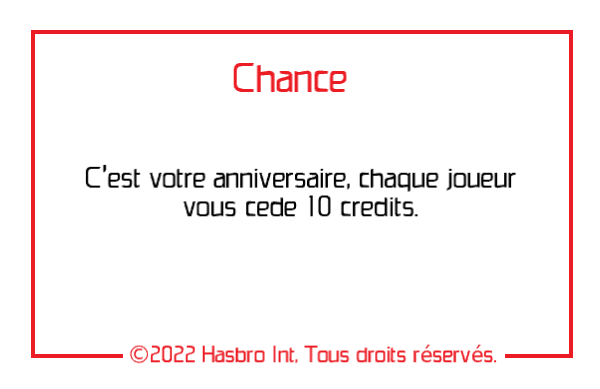 Chance
C'est votre anniversaire, chaque joueur
vous cede 10 credits.
©2022 Hasbro Int. Tous droits réservés.